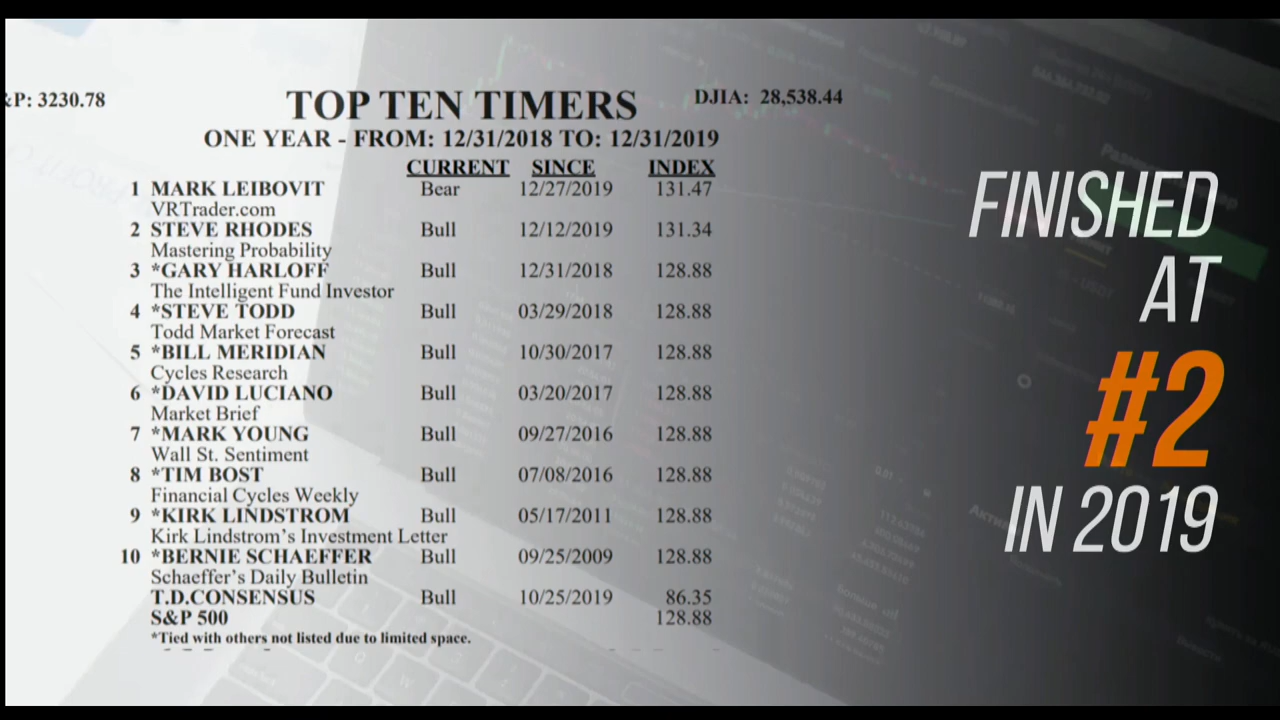 &P: 3230.78
TOP TEN TIMERS
DJIA: 28,538.44
ONE YEAR - FROM: 12/31/2018 TO: 12/31/2019
CURRENT SINCE INDEX
1 MARK LEIBOVIT Bear 12/27/2019 131.47
VRTrader.com
2 STEVE RHODES Bull 12/12/2019 131.34
Mastering Probability
3 *GARY HARLOFF Bull 12/31/2018 128.88
The Intelligent Fund Investor
4 *STEVE TODD Bull 03/29/2018 128.88
Todd Market Forecast
5 *BILL MERIDIAN Bull 10/30/2017 128.88
Cycles Research
6 *DAVID LUCIANO Bull 03/20/2017 128.88
Market Brief
7 *MARK YOUNG Bull 09/27/2016 128.88
Wall St. Sentiment
8 *TIM BOST Bull 07/08/2016 128.88
Financial Cycles Weekly
9 *KIRK LINDSTROM Bull 05/17/2011 128.88
Kirk Lindstrom's Investment Letter
10 *BERNIE SCHAEFFER Bull 09/25/2009 128.88
Schaeffer's Daily Bulletin
T.D.CONSENSUS Bull 10/25/2019 86.35
S&P 500 128.88
*Tied with others not listed due to limited space.
FINISHED
AT
#2
IN 2019